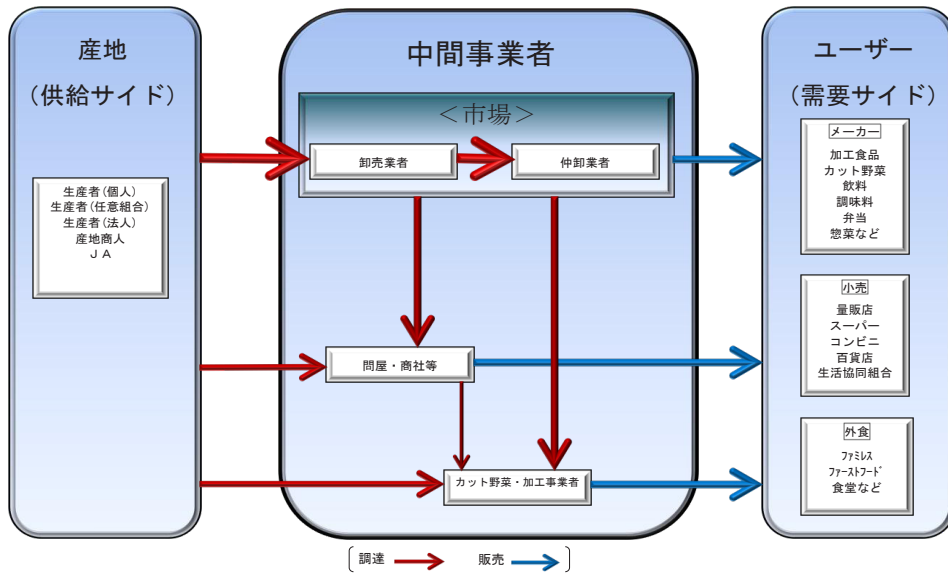 産地
(供給サイド)
生産者(個人)
生産者(任意組合)
生産者(法人)
産地商人
JA
中間事業者
<市場>
卸売業者
仲卸業者
問屋・商社等
カット野菜・加工事業者
ユーザー
(需要サイド)
メーカー
加工食品
カット野菜
飲料
調味料
弁当
惣菜など
小売
量販店
スーパー
コンビニ
百貨店
生活協同組合
外食
ファミレス
ファーストフード
食堂など
調達 販売